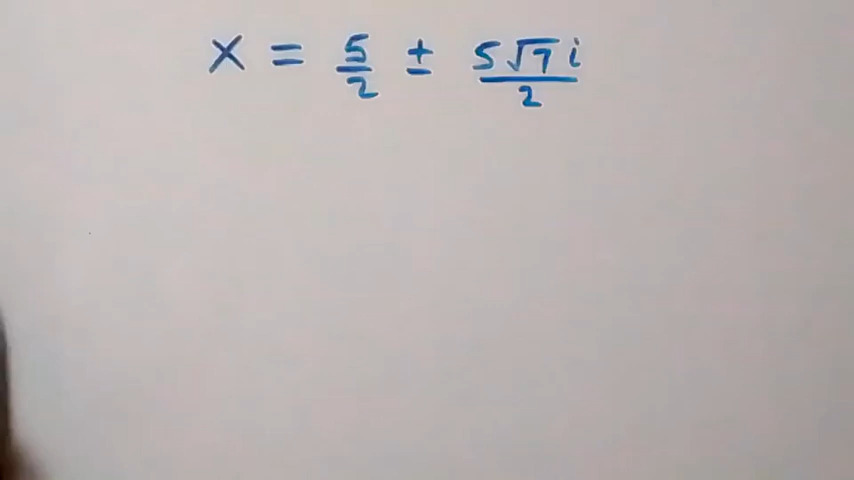 x = 5/2 ± 5√7 i/2